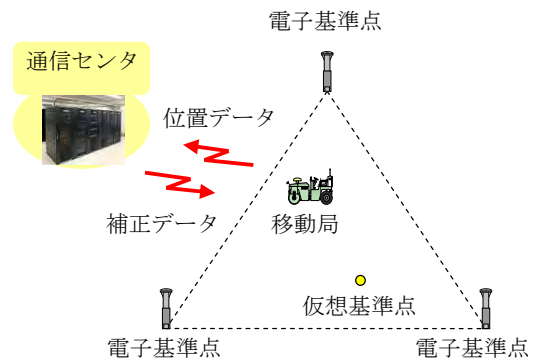 電子基準点
通信センタ
位置データ
補正データ
移動局
仮想基準点
電子基準点
電子基準点